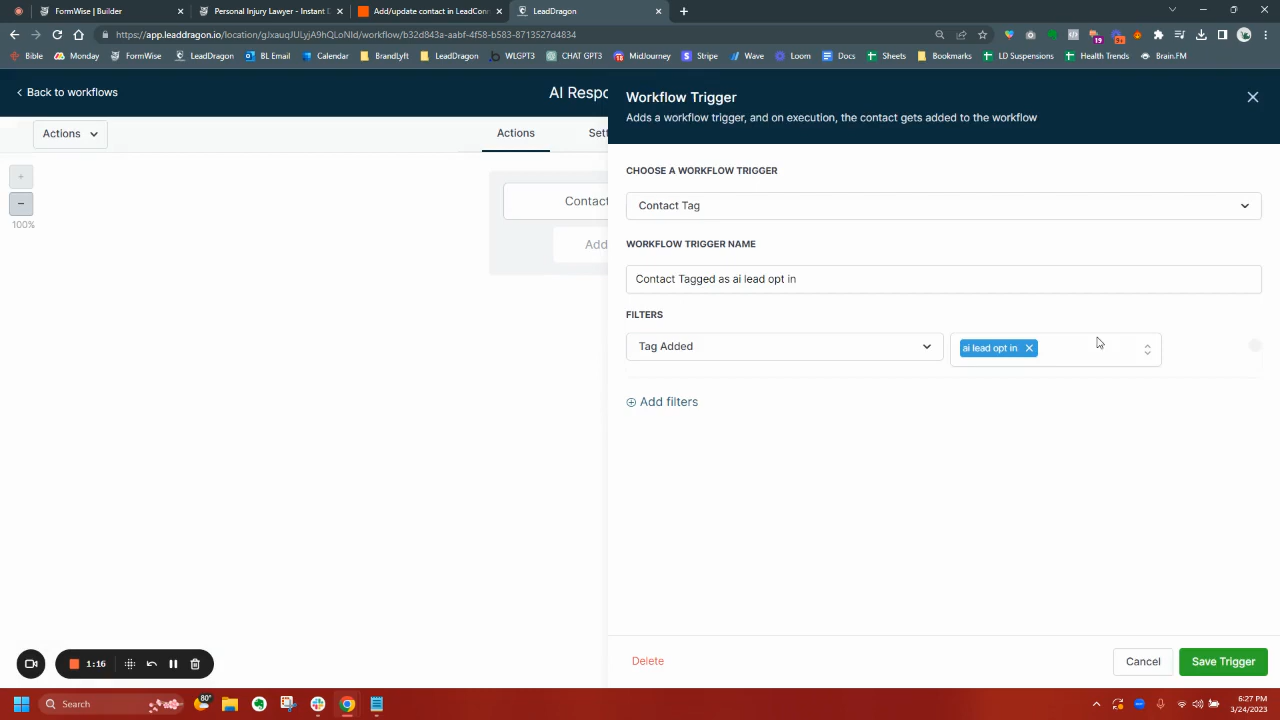 FormWise | Builder
Personal Injury Lawyer - Instant E
Add/update contact in LeadConn
LeadDragon
https://app.leaddragon.io/location/gJxauqJULyjA9hQLoNId/workflow/b32d843a-aabf-4f58-b583-8713527d4834
19
9+
Bible
Monday
FormWise
LeadDragon
BL Email
Calendar
BrandLyft
LeadDragon
WLGPT3
CHAT GPT3
18
MidJourney
Stripe
Wave
Loom
Docs
Sheets
Bookmarks
LD Suspensions
Health Trends
Brain.FM
Back to workflows
AI Respo
Actions
Actions
Sett
100%
Contact
Add
Workflow Trigger
Adds a workflow trigger, and on execution, the contact gets added to the workflow
CHOOSE A WORKFLOW TRIGGER
Contact Tag
WORKFLOW TRIGGER NAME
Contact Tagged as ai lead opt in
FILTERS
Tag Added
ai lead opt in
Add filters
Delete
Cancel
Save Trigger
1:16
Search
80°
6:27 PM
3/24/2023